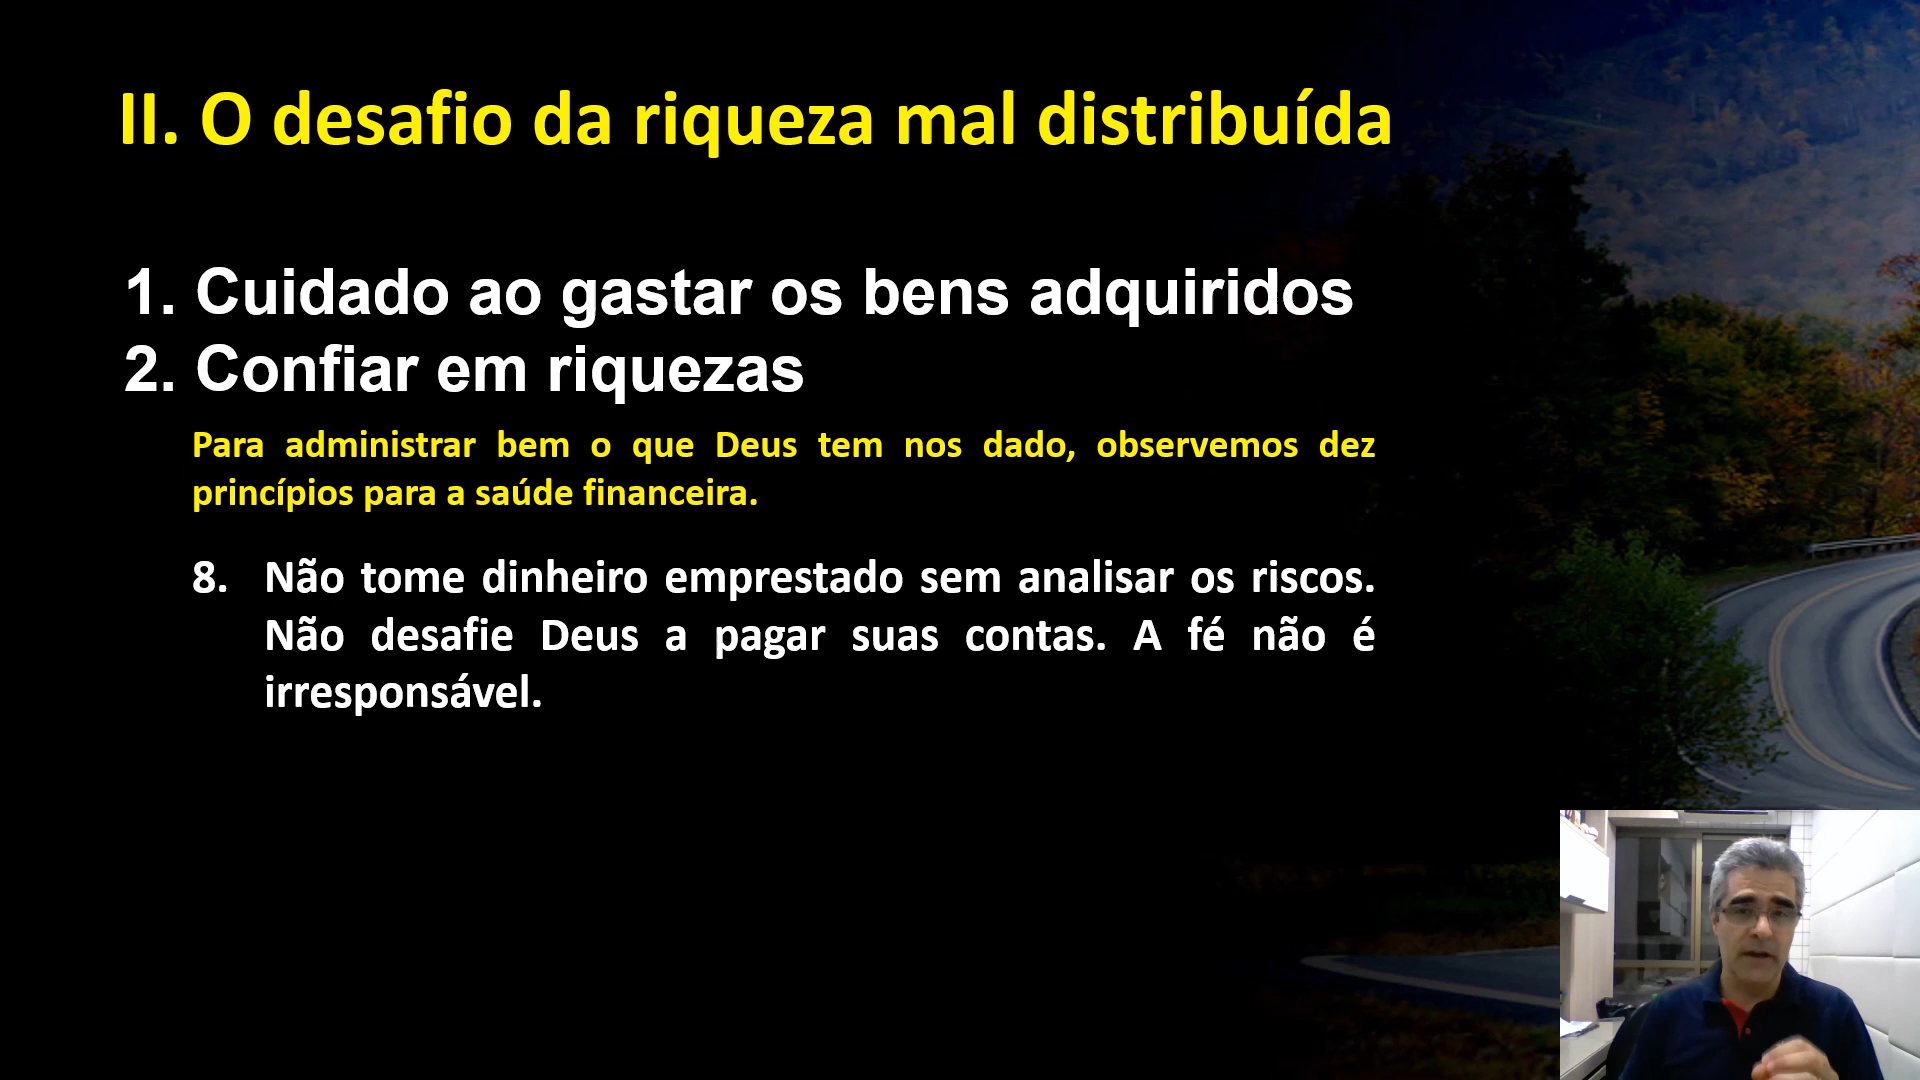 II. O desafio da riqueza mal distribuída
1. Cuidado ao gastar os bens adquiridos
2. Confiar em riquezas
Para administrar bem o que Deus tem nos dado, observemos dez
princípios para a saúde financeira.
8. Não tome dinheiro emprestado sem analisar os riscos.
Não desafie Deus a pagar suas contas. A fé não é
irresponsável.